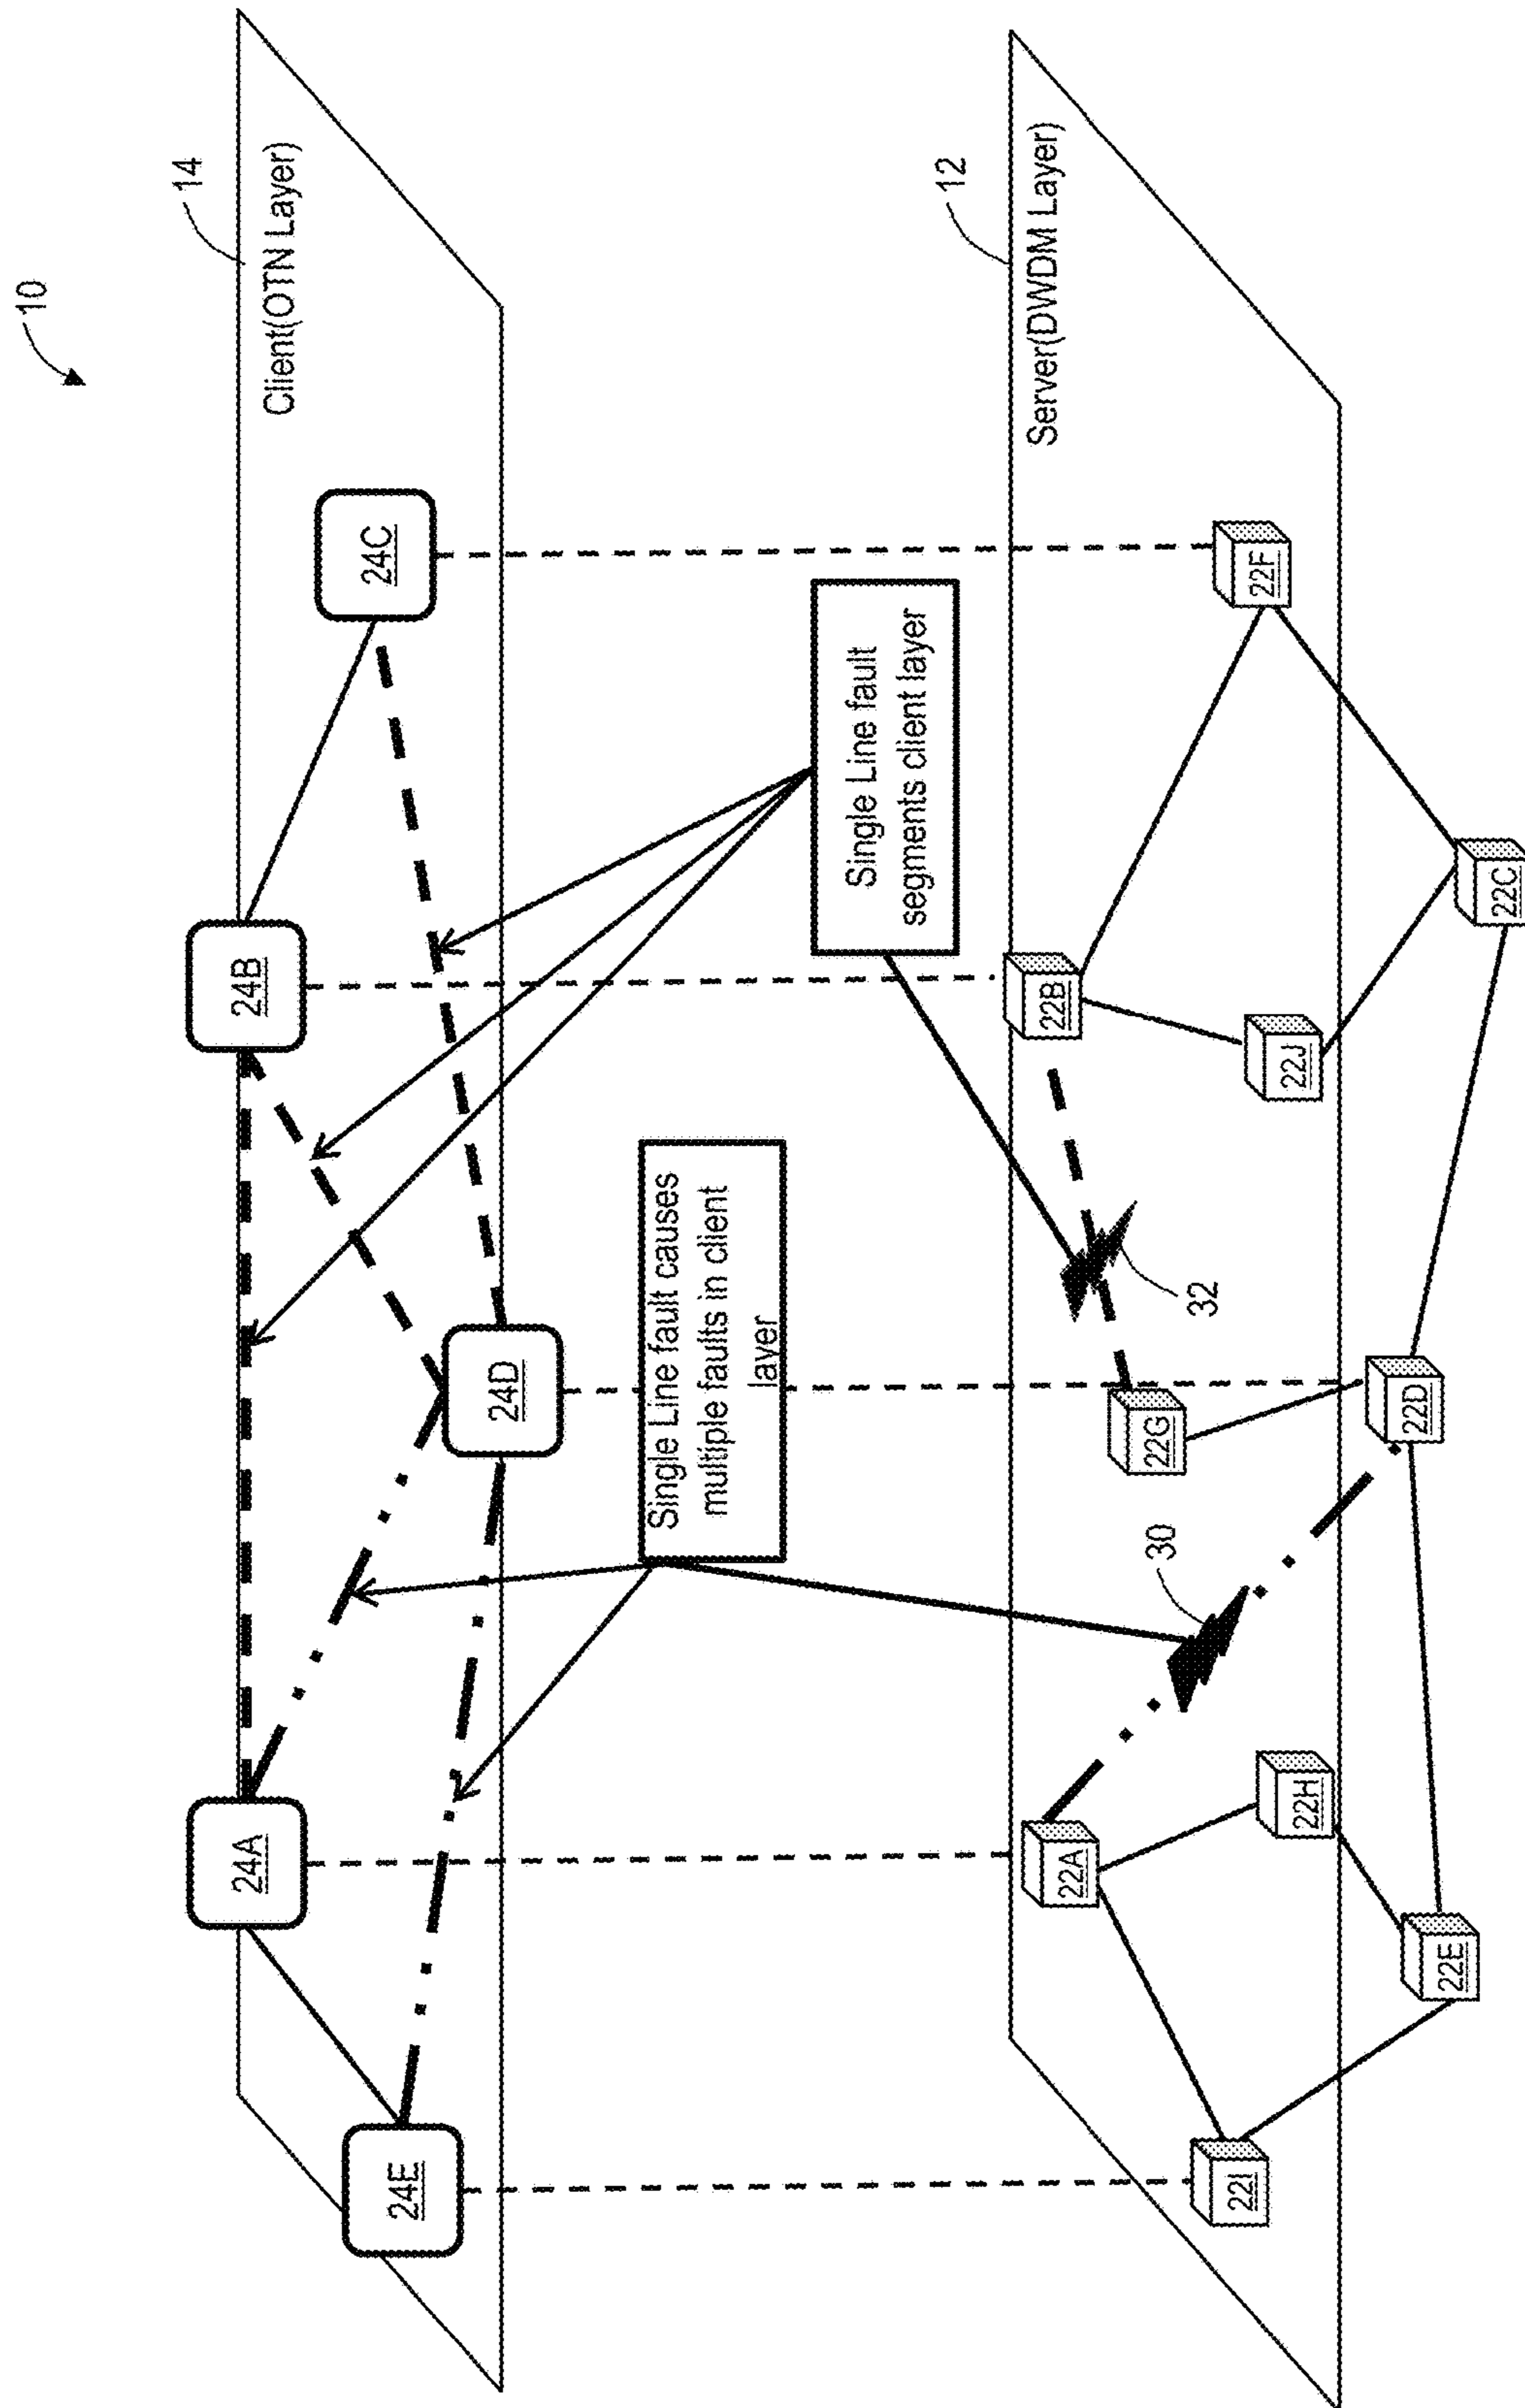 10
14
Client(OTN Layer)
24A
24B
24C
24D
24E
Single Line fault causes
multiple faults in client
layer
Single Line fault
segments client layer
12
Server(DWDM Layer)
22A
22B
22F
22I
22H
22G
22J
30
32
22E
22D
22C